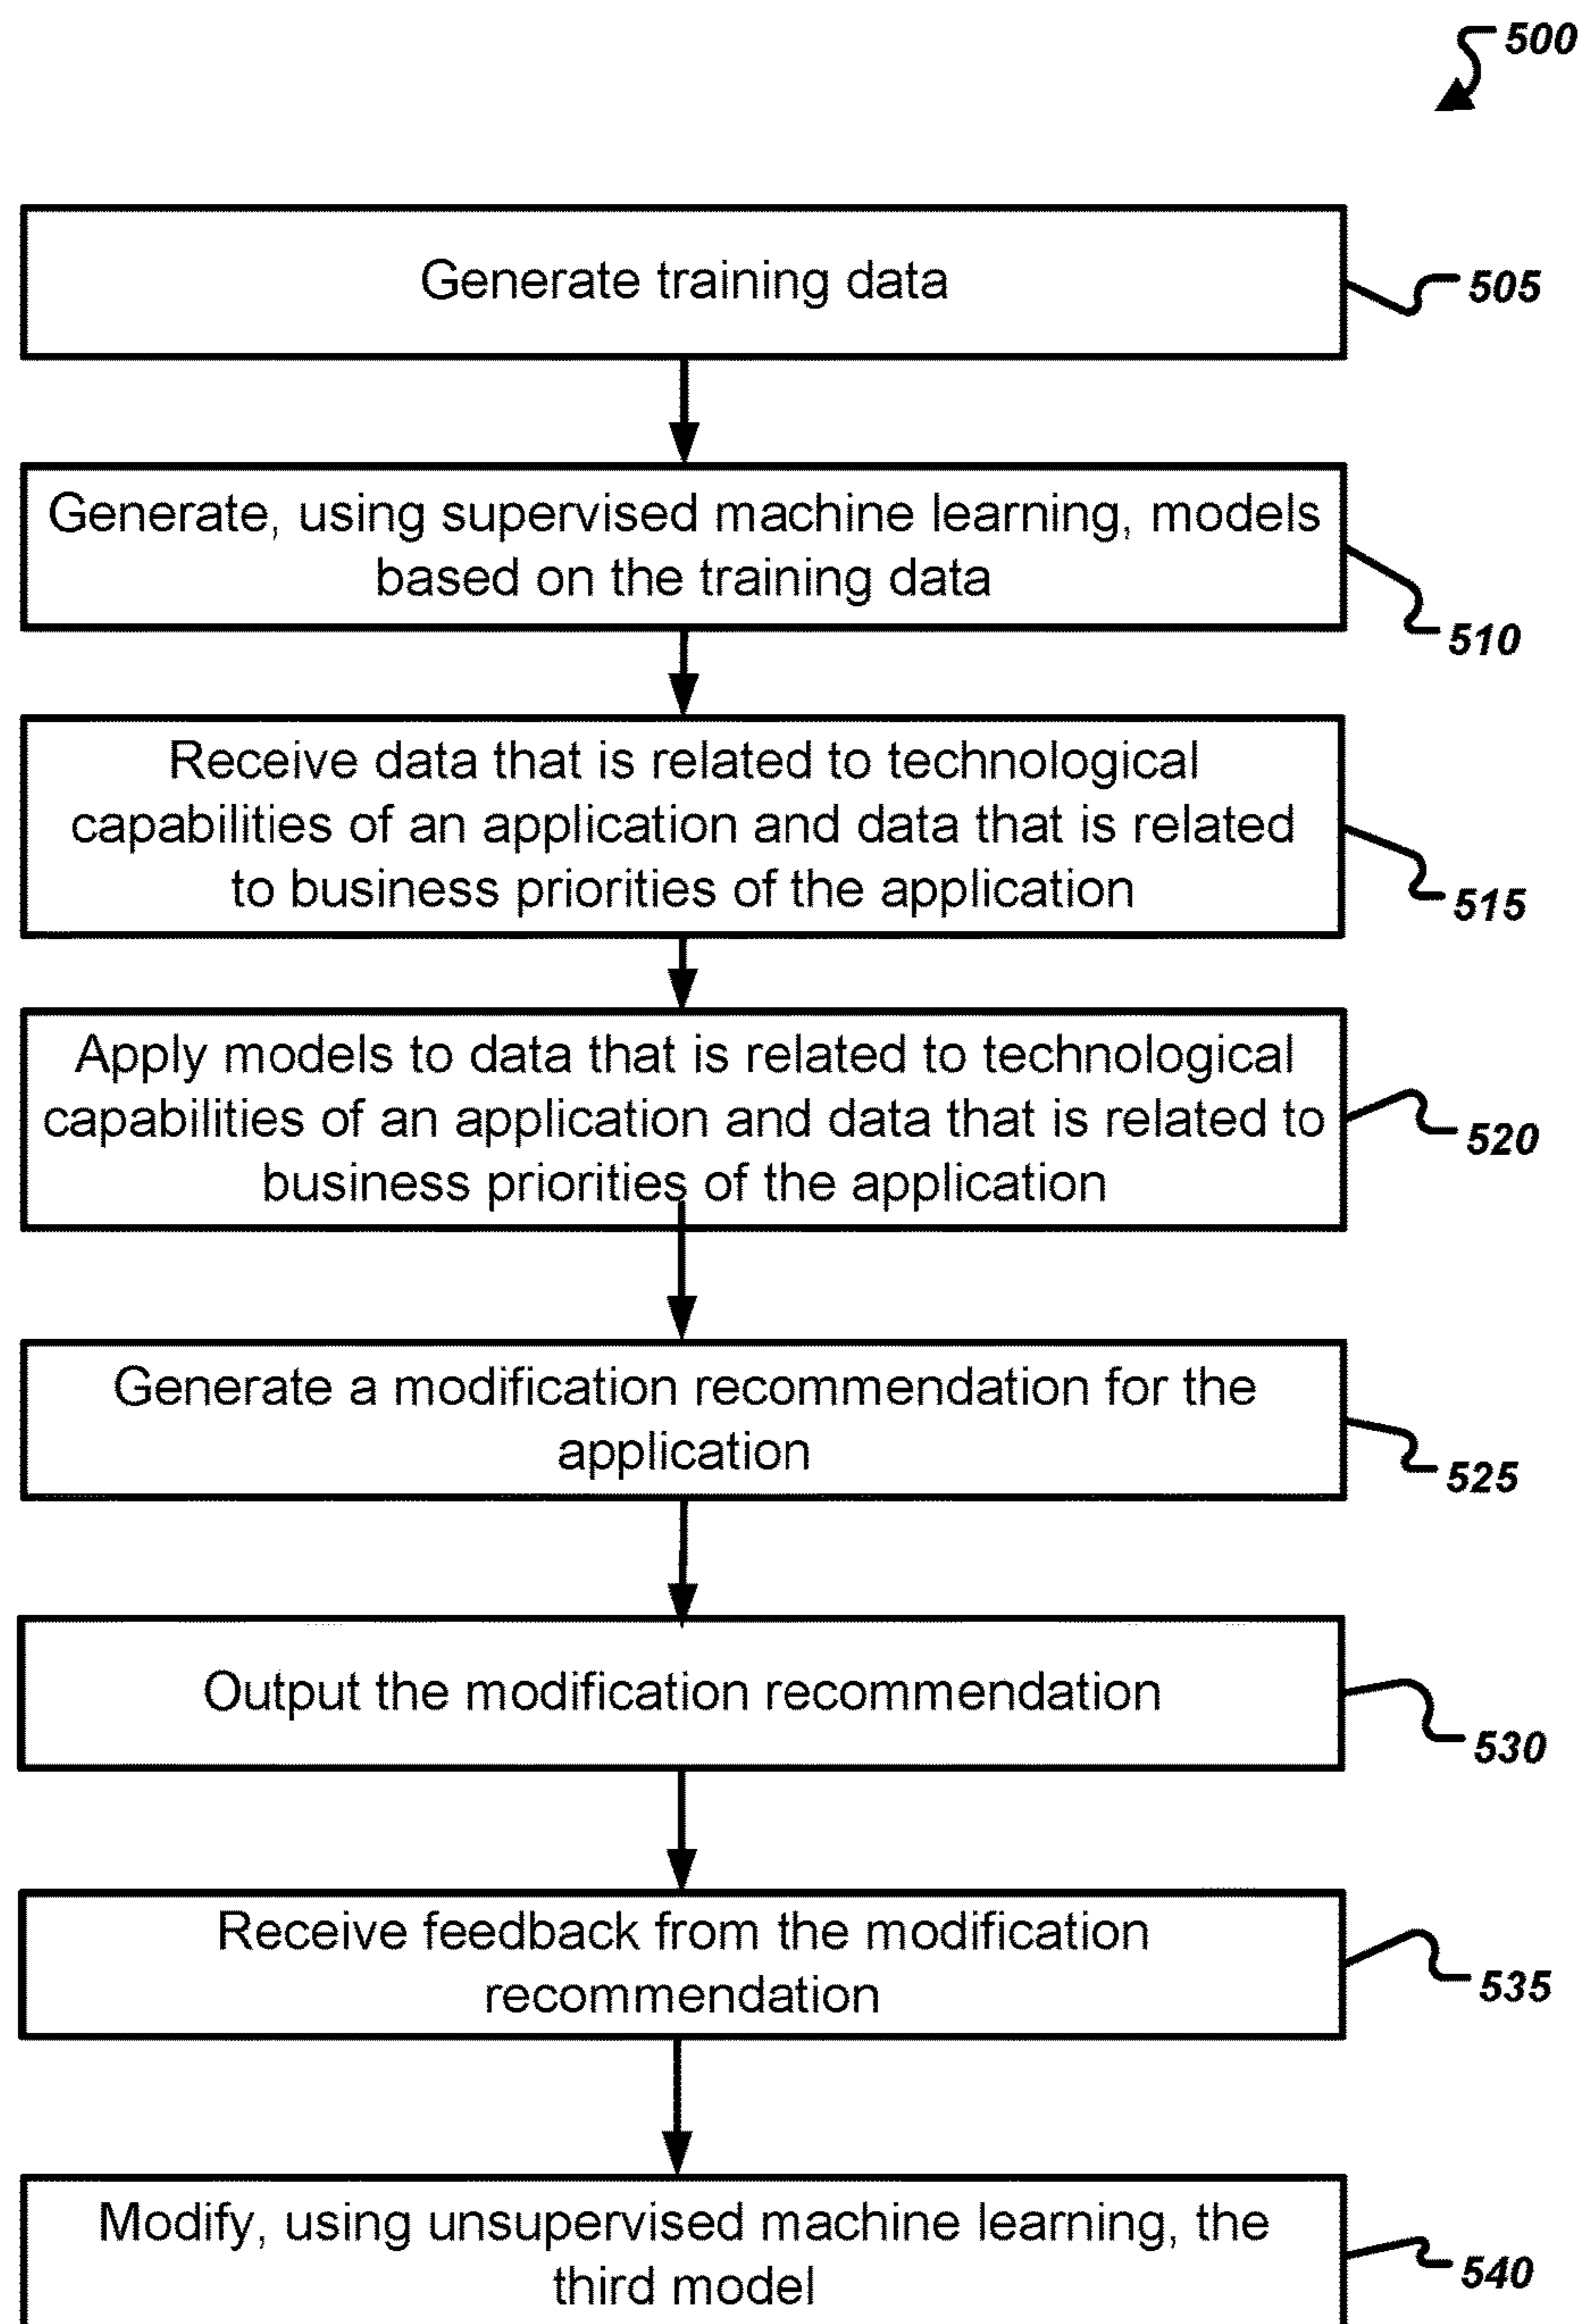 500
Generate training data
505
Generate, using supervised machine learning, models
based on the training data
510
Receive data that is related to technological
capabilities of an application and data that is related
to business priorities of the application
515
Apply models to data that is related to technological
capabilities of an application and data that is related to
business priorities of the application
520
Generate a modification recommendation for the
application
525
Output the modification recommendation
530
Receive feedback from the modification
recommendation
535
Modify, using unsupervised machine learning, the
third model
540